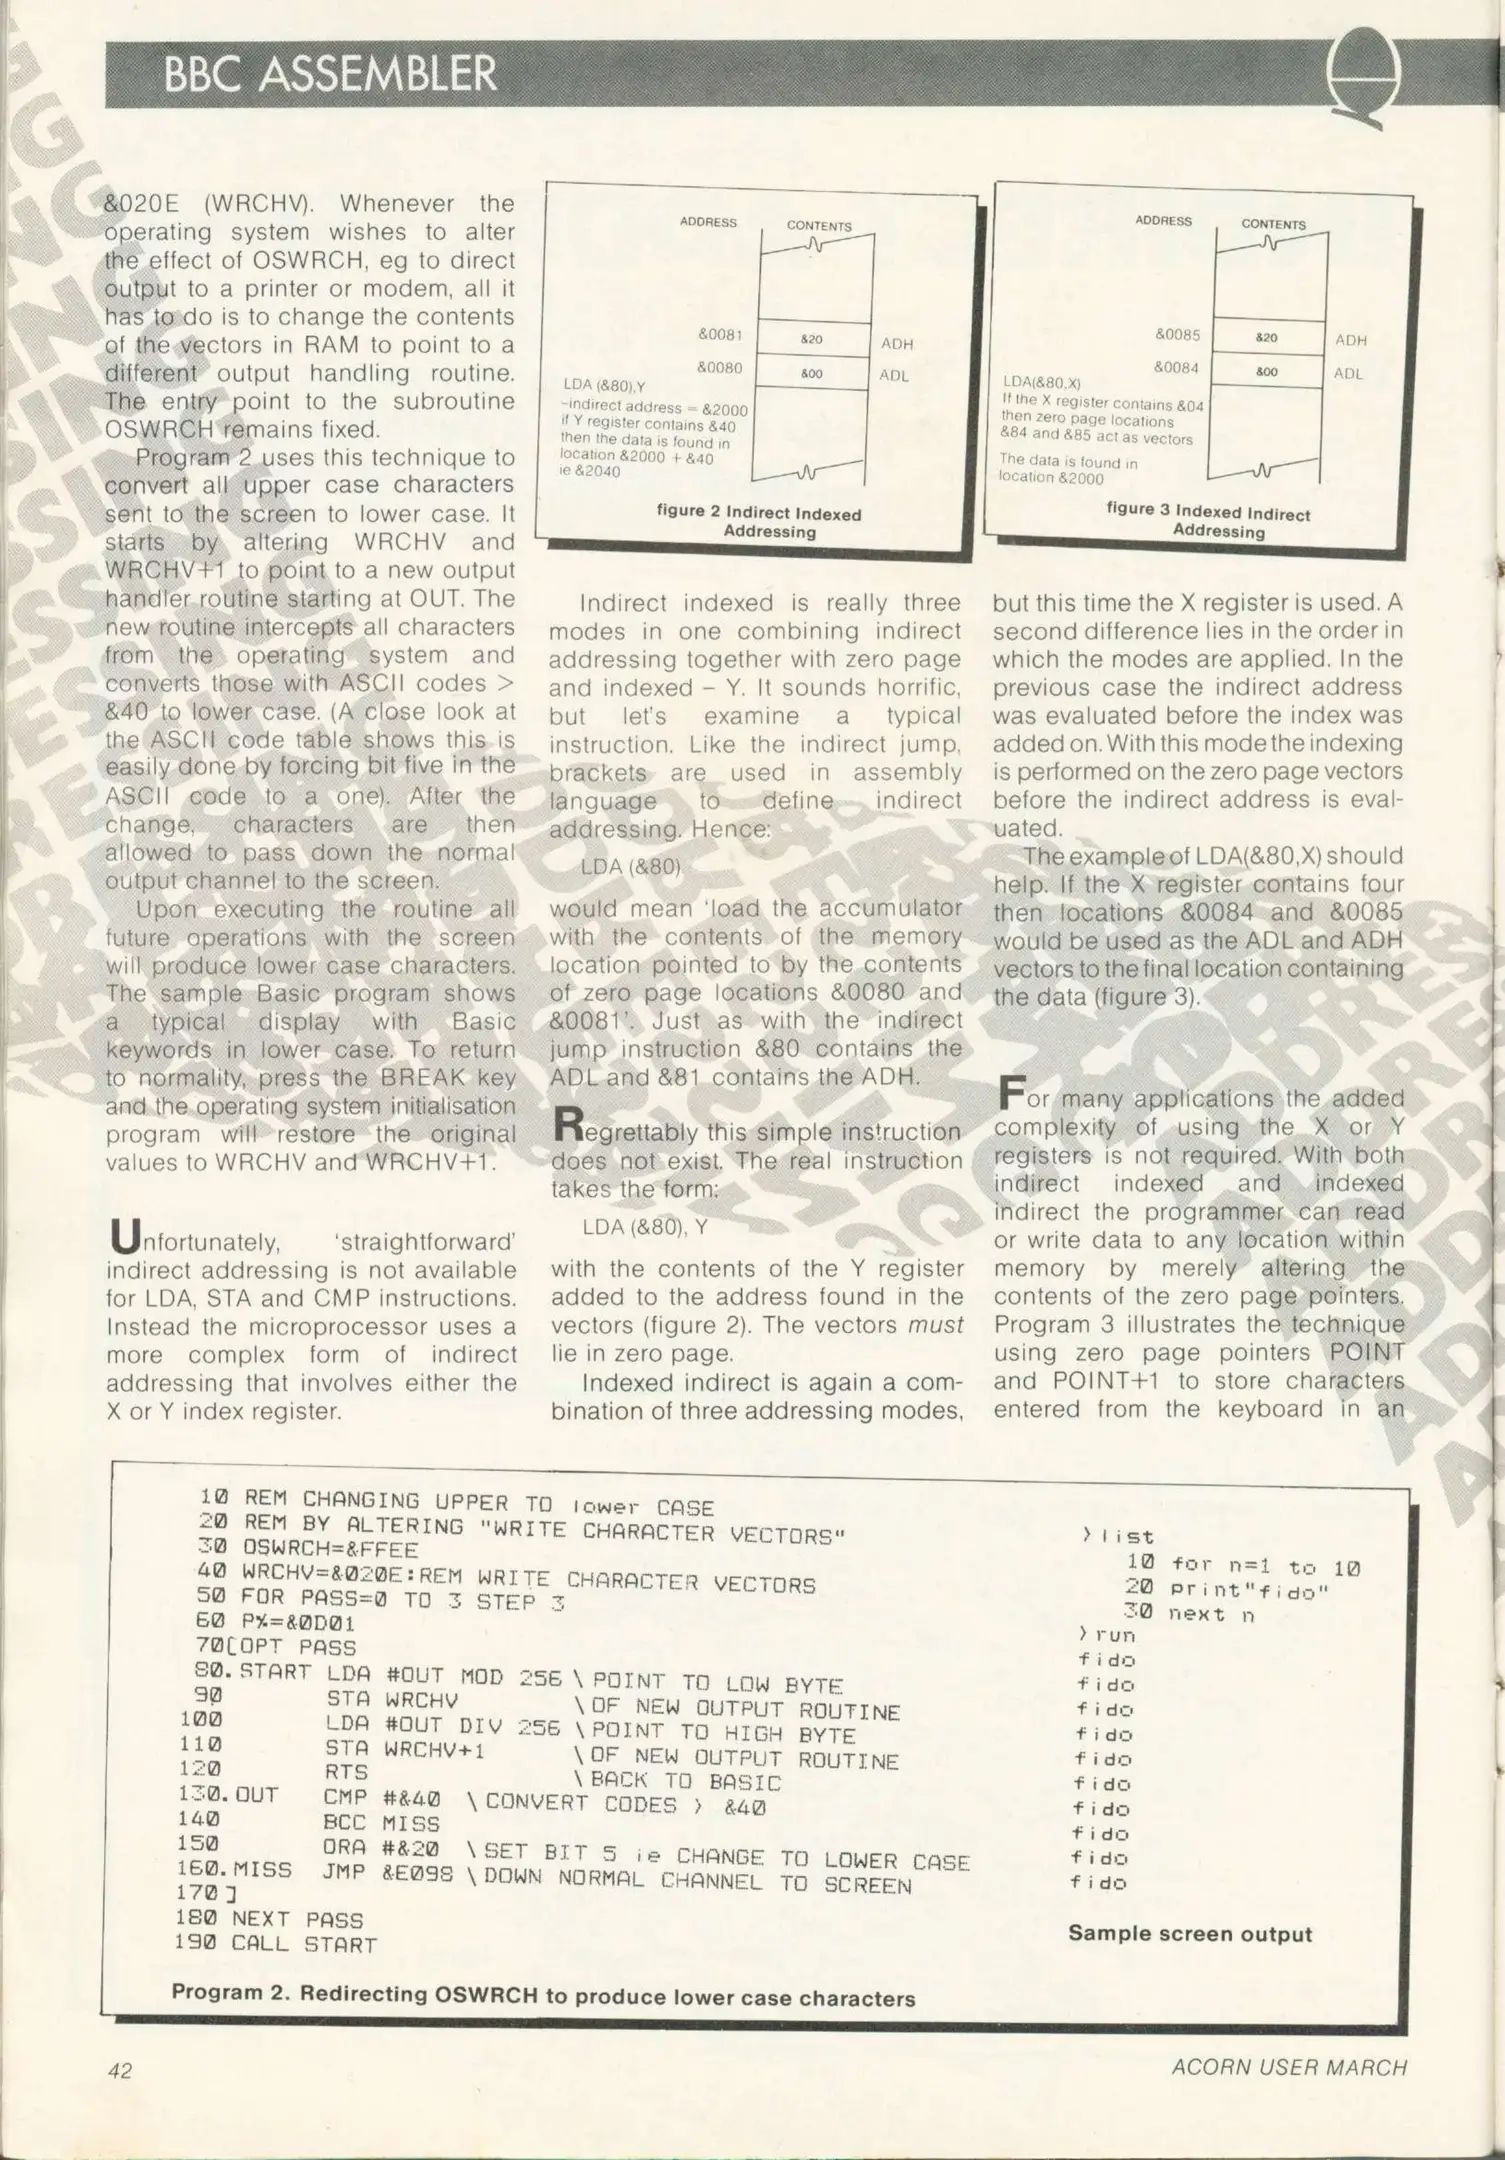 BBC ASSEMBLER
&020E (WRCHV). Whenever the
operating system wishes to alter
the effect of OSWRCH, eg to direct
output to a printer or modem, all it
has to do is to change the contents
of the vectors in RAM to point to a
different output handling routine.
The entry point to the subroutine
OSWRCH remains fixed.
Program 2 uses this technique to
convert all upper case characters
sent to the screen to lower case. It
starts by altering WRCHV and
WRCHV+1 to point to a new output
handler routine starting at OUT. The
new routine intercepts all characters
from the operating system and
converts those with ASCII codes >
&40 to lower case. (A close look at
the ASCII code table shows this is
easily done by forcing bit five in the
ASCII code to a one). After the
change, characters are then
allowed to pass down the normal
output channel to the screen.
Upon executing the routine all
future operations with the screen
will produce lower case characters.
The sample Basic program shows
a typical display with Basic
keywords in lower case. To return
to normality, press the BREAK key
and the operating system initialisation
program will restore the original
values to WRCHV and WRCHV+1.
Unfortunately, 'straightforward'
indirect addressing is not available
for LDA, STA and CMP instructions.
Instead the microprocessor uses a
more complex form of indirect
addressing that involves either the
X or Y index register.
ADDRESS CONTENTS
&0081 &20 ADH
&0080 &00 ADL
LDA (&80),Y
-indirect address = &2000
if Y register contains &40
then the data is found in
location &2000 + &40
ie &2040
figure 2 Indirect Indexed
Addressing
Indirect indexed is really three
modes in one combining indirect
addressing together with zero page
and indexed – Y. It sounds horrific,
but let's examine a typical
instruction. Like the indirect jump,
brackets are used in assembly
language to define indirect
addressing. Hence:
LDA (&80)
would mean 'load the accumulator
with the contents of the memory
location pointed to by the contents
of zero page locations &0080 and
&0081'. Just as with the indirect
jump instruction &80 contains the
ADL and &81 contains the ADH.
Regrettably this simple instruction
does not exist. The real instruction
takes the form:
LDA (&80), Y
with the contents of the Y register
added to the address found in the
vectors (figure 2). The vectors must
lie in zero page.
Indexed indirect is again a com-
bination of three addressing modes,
ADDRESS CONTENTS
&0085 &20 ADH
&0084 &00 ADL
LDA(&80,X)
If the X register contains &04
then zero page locations
&84 and &85 act as vectors
The data is found in
location &2000
figure 3 Indexed Indirect
Addressing
but this time the X register is used. A
second difference lies in the order in
which the modes are applied. In the
previous case the indirect address
was evaluated before the index was
added on. With this mode the indexing
is performed on the zero page vectors
before the indirect address is eval-
uated.
The example of LDA(&80,X) should
help. If the X register contains four
then locations &0084 and &0085
would be used as the ADL and ADH
vectors to the final location containing
the data (figure 3).
For many applications the added
complexity of using the X or Y
registers is not required. With both
indirect indexed and indexed
indirect the programmer can read
or write data to any location within
memory by merely altering the
contents of the zero page pointers.
Program 3 illustrates the technique
using zero page pointers POINT
and POINT+1 to store characters
entered from the keyboard in an
10 REM CHANGING UPPER TO lower CASE
20 REM BY ALTERING "WRITE CHARACTER VECTORS"
30 OSWRCH=&FFEE
40 WRCHV=&020E:REM WRITE CHARACTER VECTORS
50 FOR PASS=0 TO 3 STEP 3
60 P%=&0D01
70[OPT PASS
80.START LDA #OUT MOD 256 \ POINT TO LOW BYTE
90 STA WRCHV \ OF NEW OUTPUT ROUTINE
100 LDA #OUT DIV 256 \ POINT TO HIGH BYTE
110 STA WRCHV+1 \ OF NEW OUTPUT ROUTINE
120 RTS \ BACK TO BASIC
130.OUT CMP #&40 \ CONVERT CODES > &40
140 BCC MISS
150 ORA #&20 \ SET BIT 5 ie CHANGE TO LOWER CASE
160.MISS JMP &E098 \ DOWN NORMAL CHANNEL TO SCREEN
170 ]
180 NEXT PASS
190 CALL START
Program 2. Redirecting OSWRCH to produce lower case characters
>list
10 for n=1 to 10
20 print"fido"
30 next n
>run
fido
fido
fido
fido
fido
fido
fido
fido
fido
fido
Sample screen output
42
ACORN USER MARCH